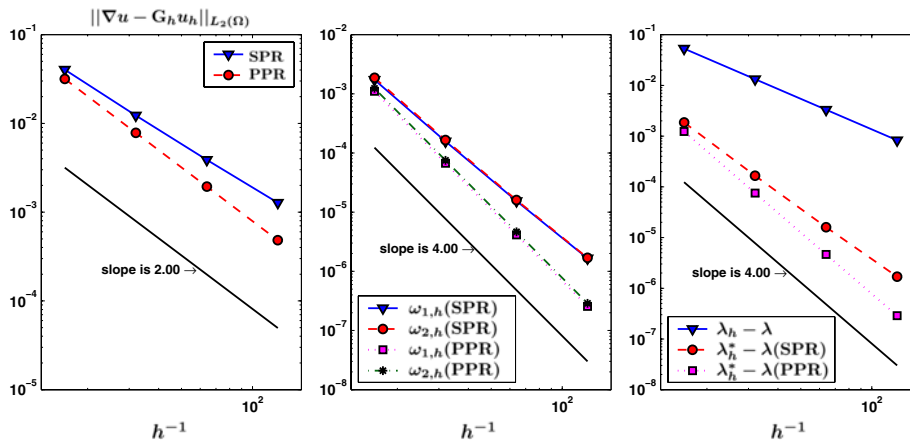 ||∇u − G_h u_h||_{L_2(Ω)}
10^{-1}
10^{-2}
10^{-3}
10^{-4}
10^{-5}
SPR
PPR
slope is 2.00 →
10^2
h^{-1}
10^{-2}
10^{-3}
10^{-4}
10^{-5}
10^{-6}
10^{-7}
10^{-8}
slope is 4.00 →
ω_{1,h}(SPR)
ω_{2,h}(SPR)
ω_{1,h}(PPR)
ω_{2,h}(PPR)
10^2
h^{-1}
10^{-1}
10^{-2}
10^{-3}
10^{-4}
10^{-5}
10^{-6}
10^{-7}
10^{-8}
slope is 4.00 →
λ_h − λ
λ_h^* − λ(SPR)
λ_h^* − λ(PPR)
10^2
h^{-1}